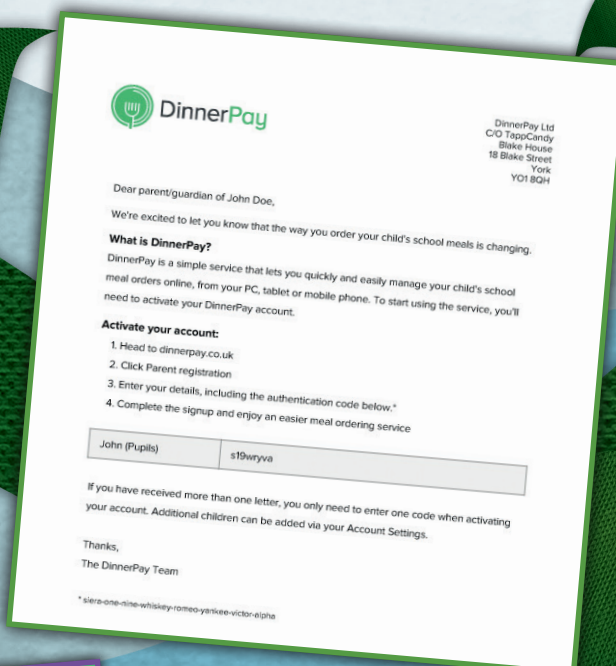 DinnerPay
DinnerPay Ltd
C/O TappCandy
Blake House
18 Blake Street
York
YO1 8QH
Dear parent/guardian of John Doe,
We're excited to let you know that the way you order your child's school meals is changing.
What is DinnerPay?
DinnerPay is a simple service that lets you quickly and easily manage your child's school
meal orders online, from your PC, tablet or mobile phone. To start using the service, you'll
need to activate your DinnerPay account.
Activate your account:
1. Head to dinnerpay.co.uk
2. Click Parent registration
3. Enter your details, including the authentication code below.*
4. Complete the signup and enjoy an easier meal ordering service
John (Pupils) s19wryva
If you have received more than one letter, you only need to enter one code when activating
your account. Additional children can be added via your Account Settings.
Thanks,
The DinnerPay Team
* siera-one-nine-whiskey-romeo-yankee-victor-alpha